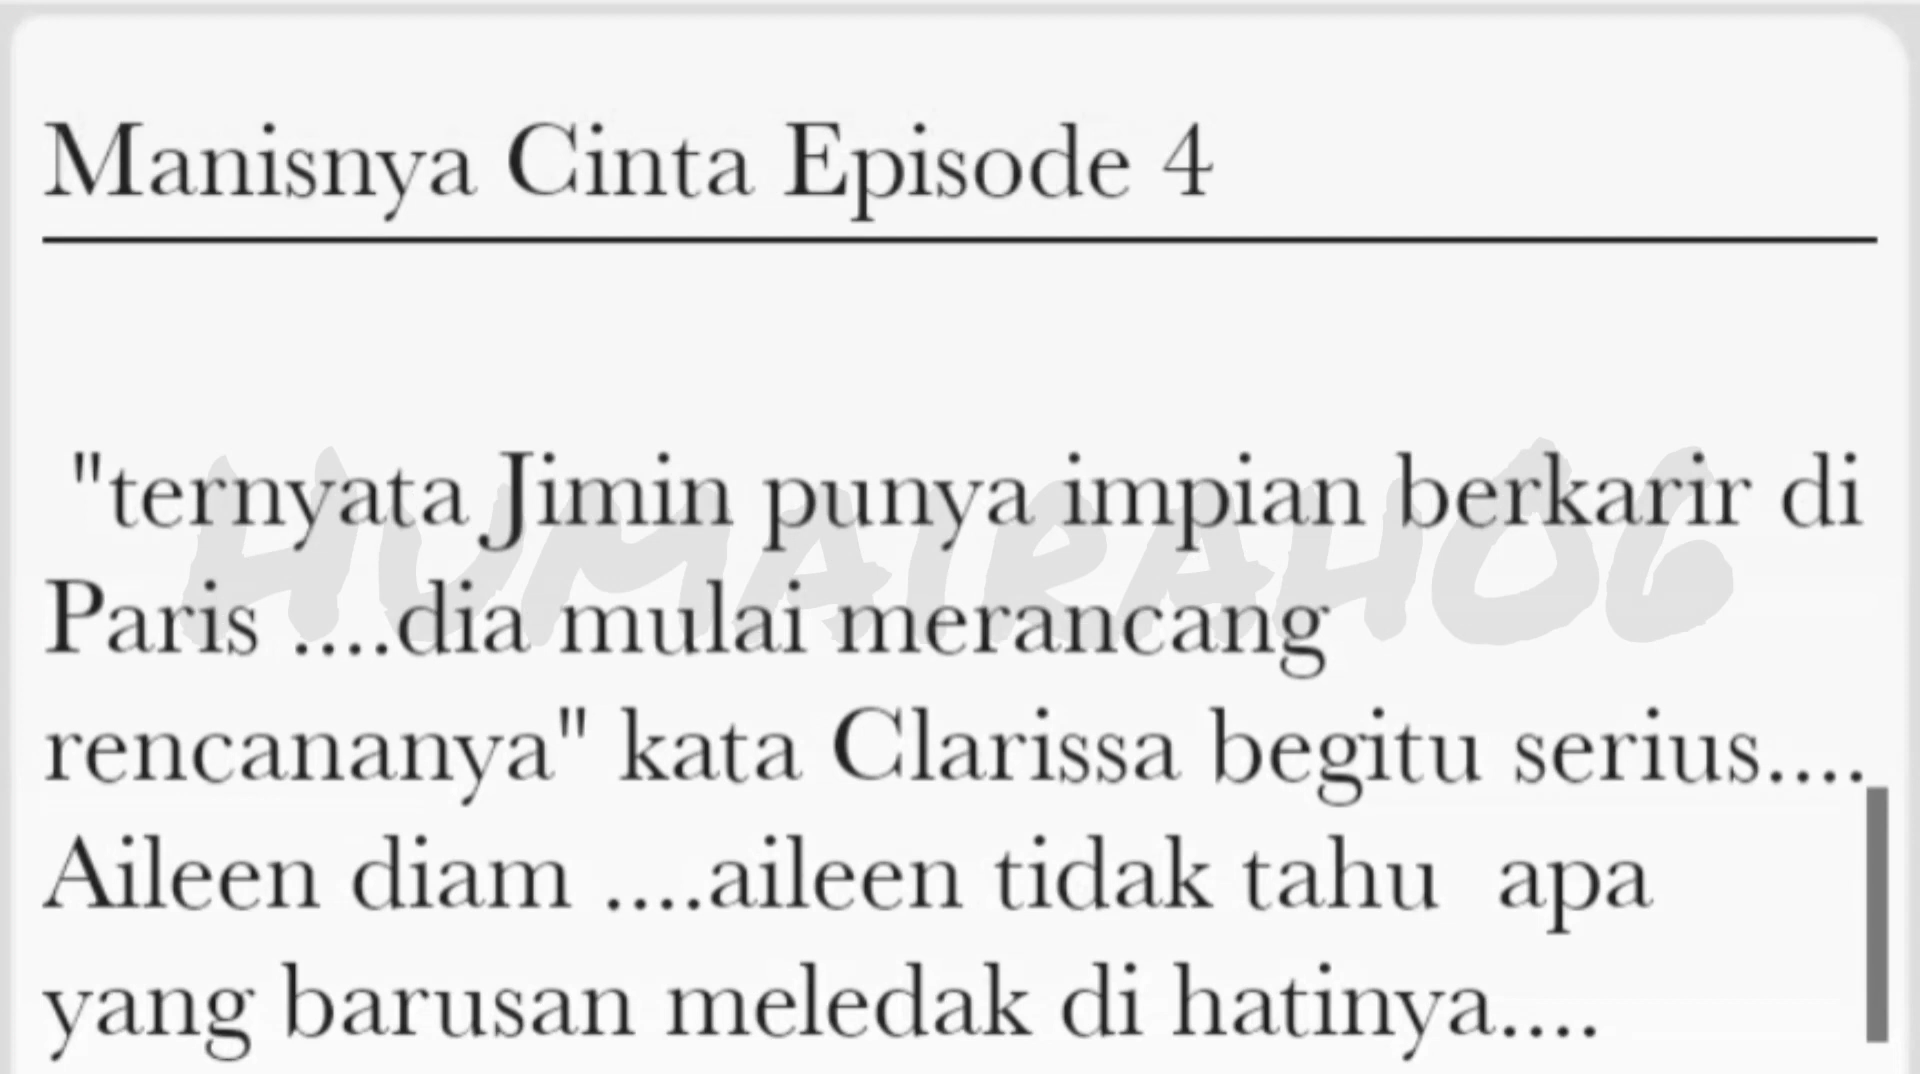 Manisnya Cinta Episode 4
HUMAIRAH06
"ternyata Jimin punya impian berkarir di
Paris ....dia mulai merancang
rencananya" kata Clarissa begitu serius....
Aileen diam ....aileen tidak tahu  apa
yang barusan meledak di hatinya....